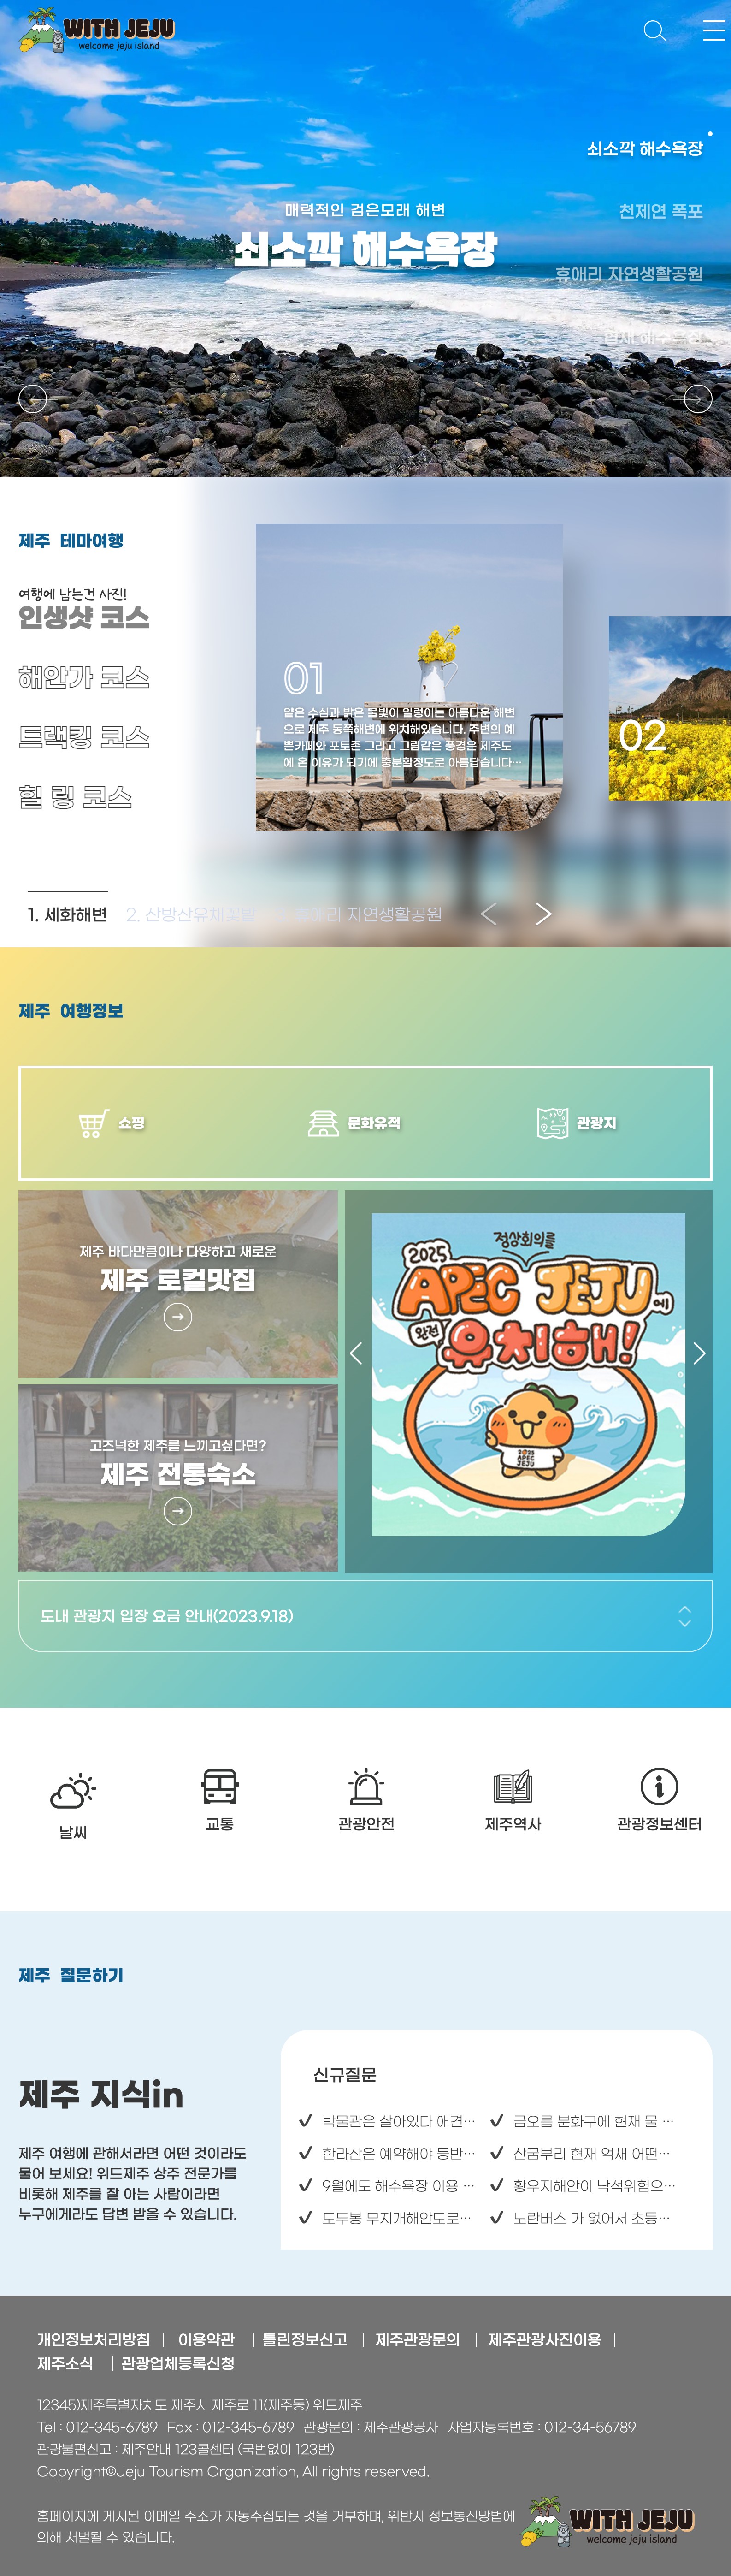 WITH JEJU
welcome jeju island
쇠소깍 해수욕장
천제연 폭포
매력적인 검은모래 해변
쇠소깍 해수욕장
휴애리 자연생활공원
해수욕장
제주 테마여행
여행에 남는건 사진!
인생샷 코스
해안가 코스
트랙킹 코스
힐 링 코스
01
얕은 수심과 밝은 물빛이 일렁이는 아름다운 해변
으로 제주 동쪽해변에 위치해있습니다. 주변의 예
쁜카페와 포토존 그리고 그림같은 풍경은 제주도
에 온 이유가 되기에 충분할정도로 아름답습니다…
02
1. 세화해변
2. 산방산유채꽃밭
휴애리 자연생활공원
제주 여행정보
쇼핑
문화유적
관광지
제주 바다만큼이나 다양하고 새로운
제주 로컬맛집
고즈넉한 제주를 느끼고싶다면?
제주 전통숙소
2025 정상회의를
APEC JEJU에
완전 유치해!
2025
APEC
JEJU
도내 관광지 입장 요금 안내(2023.9.18)
날씨
교통
관광안전
제주역사
관광정보센터
제주 질문하기
제주 지식in
제주 여행에 관해서라면 어떤 것이라도
물어 보세요! 위드제주 상주 전문가를
비롯해 제주를 잘 아는 사람이라면
누구에게라도 답변 받을 수 있습니다.
신규질문
박물관은 살아있다 애견…
금오름 분화구에 현재 물 …
한라산은 예약해야 등반…
산굼부리 현재 억새 어떤…
9월에도 해수욕장 이용 …
황우지해안이 낙석위험으…
도두봉 무지개해안도로…
노란버스 가 없어서 초등…
개인정보처리방침 | 이용약관 | 틀린정보신고 | 제주관광문의 | 제주관광사진이용 |
제주소식 | 관광업체등록신청
12345)제주특별자치도 제주시 제주로 11(제주동) 위드제주
Tel : 012-345-6789 Fax : 012-345-6789 관광문의 : 제주관광공사 사업자등록번호 : 012-34-56789
관광불편신고 : 제주안내 123콜센터 (국번없이 123번)
Copyright©Jeju Tourism Organization, All rights reserved.
홈페이지에 게시된 이메일 주소가 자동수집되는 것을 거부하며, 위반시 정보통신망법에
의해 처벌될 수 있습니다.
WITH JEJU
welcome jeju island